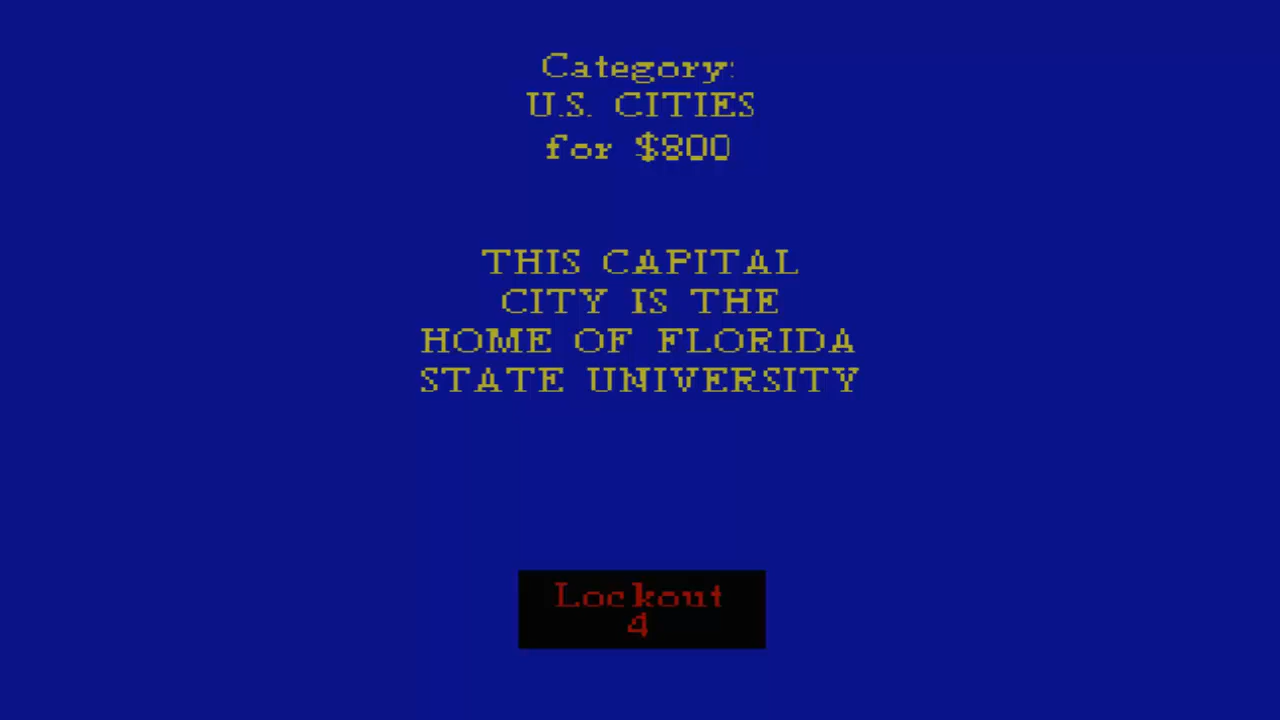 Category:
U.S. CITIES
for $800
THIS CAPITAL
CITY IS THE
HOME OF FLORIDA
STATE UNIVERSITY
Lockout
4